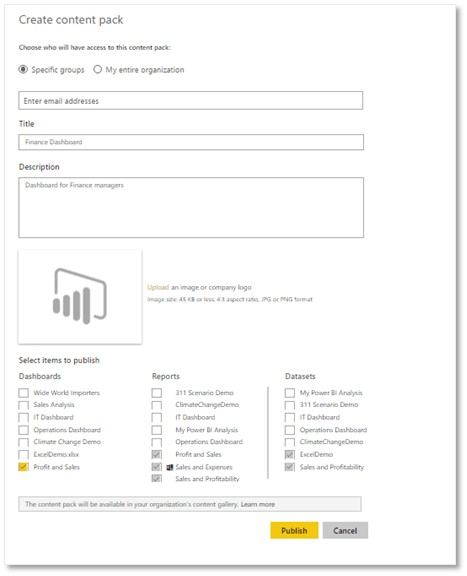 Create content pack
Choose who will have access to this content pack:
Specific groups My entire organization
Enter email addresses
Title
Finance Dashboard
Description
Dashboard for Finance managers
Upload an image or company logo
Image size: 45 KB or less, 4:3 aspect ratio, JPG or PNG format
Select items to publish
Dashboards
Wide World Importers
Sales Analysis
IT Dashboard
Operations Dashboard
Climate Change Demo
ExcelDemo.xlsx
Profit and Sales
Reports
311 Scenario Demo
ClimateChangeDemo
IT Dashboard
My Power BI Analysis
Operations Dashboard
Profit and Sales
Sales and Expenses
Sales and Profitability
Datasets
My Power BI Analysis
311 Scenario Demo
IT Dashboard
Operations Dashboard
ClimateChangeDemo
ExcelDemo
Sales and Profitability
The content pack will be available in your organization's content gallery. Learn more
Publish Cancel